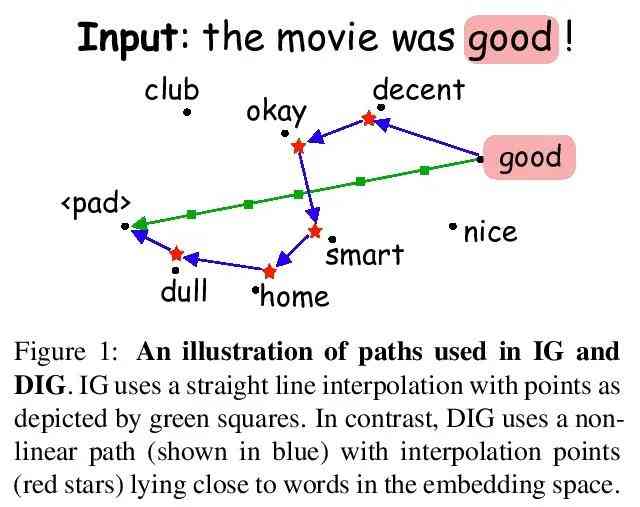 Input: the movie was good !
club
decent
okay
good
<pad>
nice
smart
dull
home
Figure 1: An illustration of paths used in IG and
DIG. IG uses a straight line interpolation with points as
depicted by green squares. In contrast, DIG uses a non-
linear path (shown in blue) with interpolation points
(red stars) lying close to words in the embedding space.